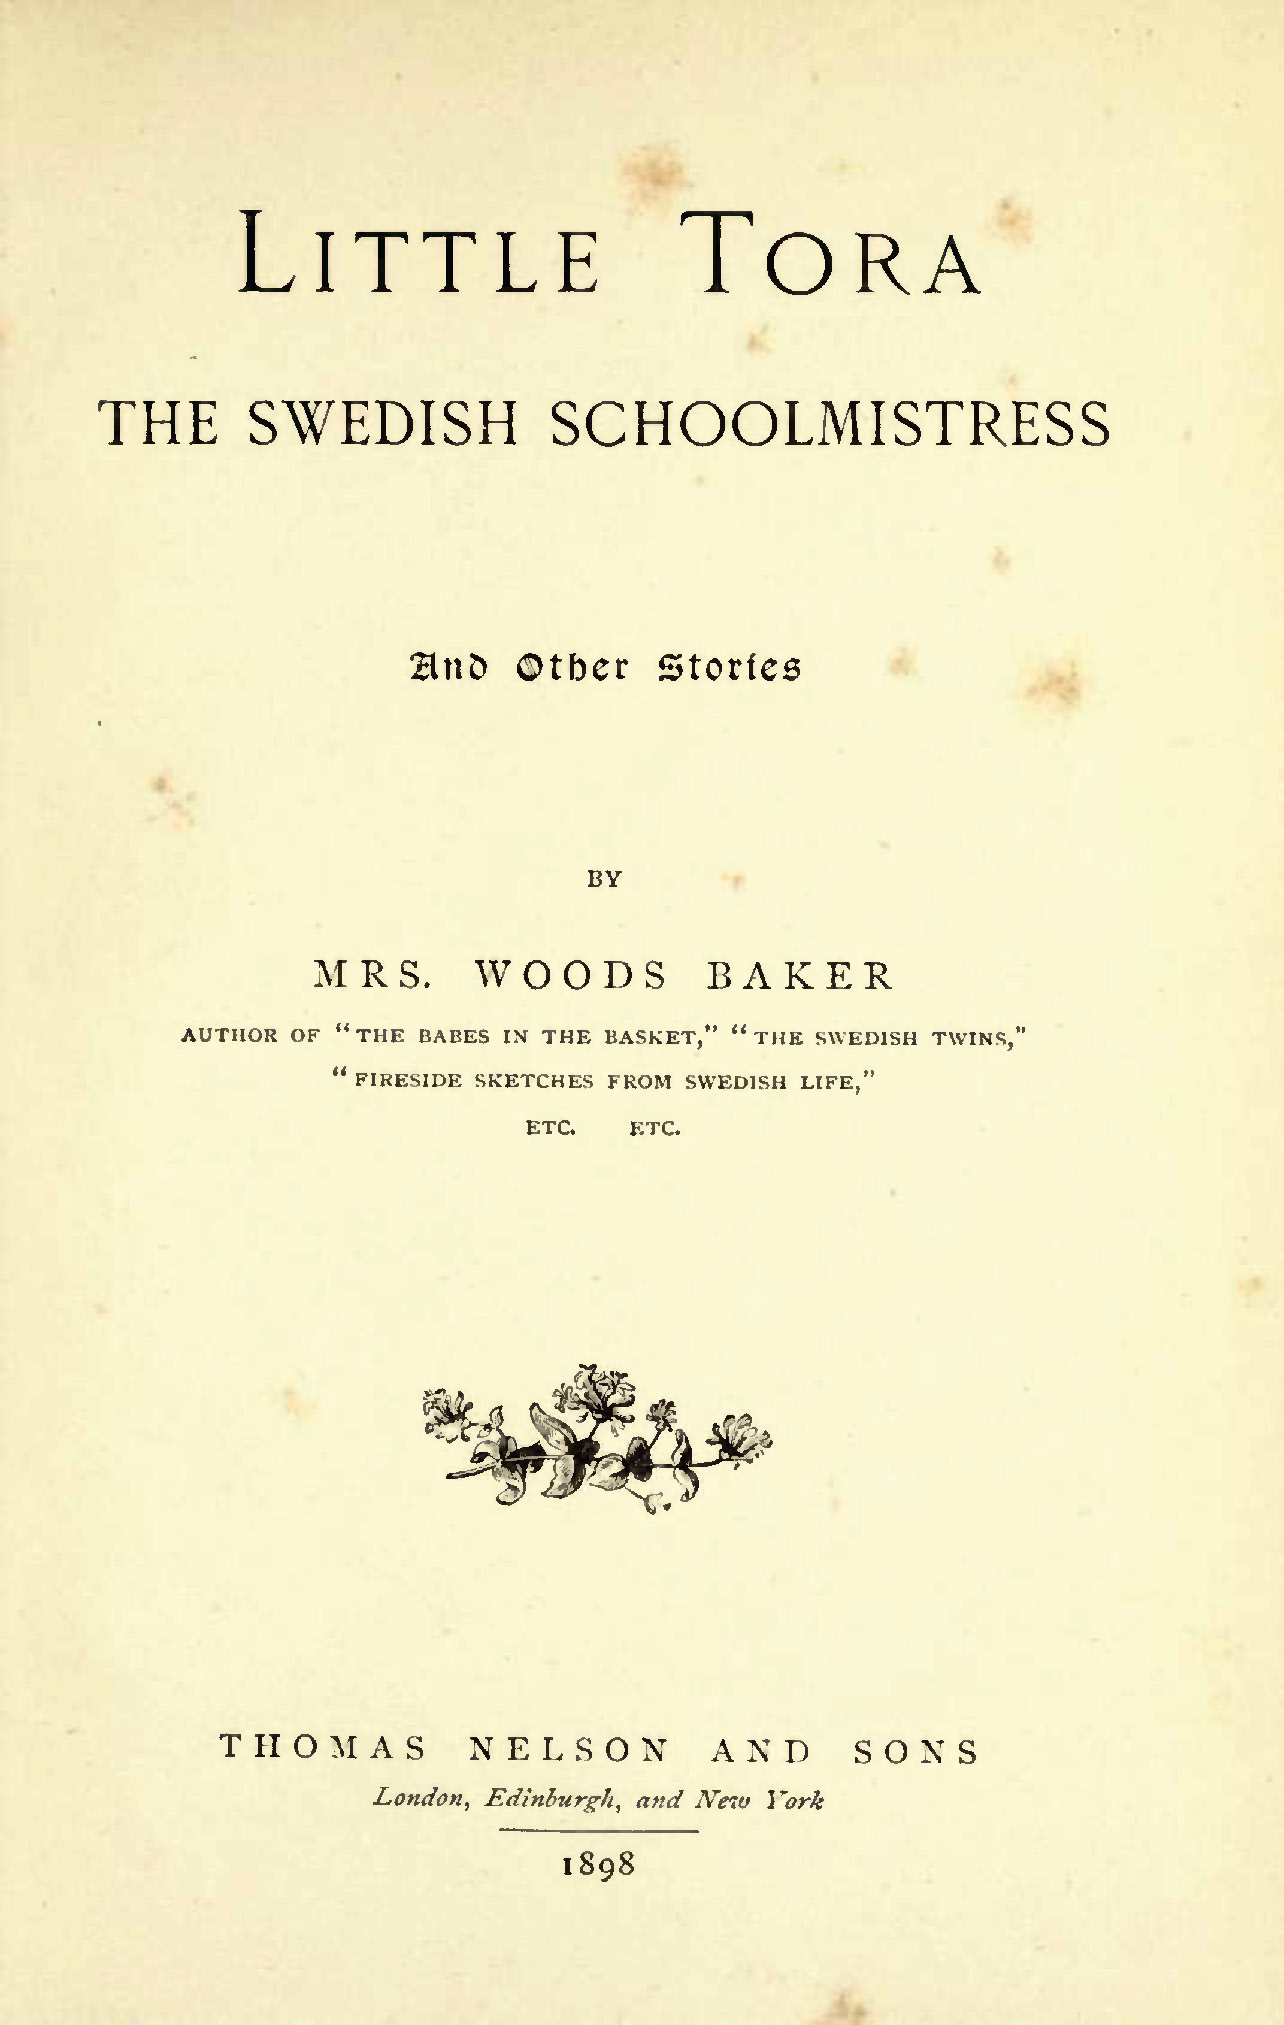 LITTLE TORA
THE SWEDISH SCHOOLMISTRESS
And Other Stories
BY
MRS. WOODS BAKER
AUTHOR OF “THE BABES IN THE BASKET,” “THE SWEDISH TWINS,”
“FIRESIDE SKETCHES FROM SWEDISH LIFE,”
ETC. ETC.
THOMAS NELSON AND SONS
London, Edinburgh, and New York
1898